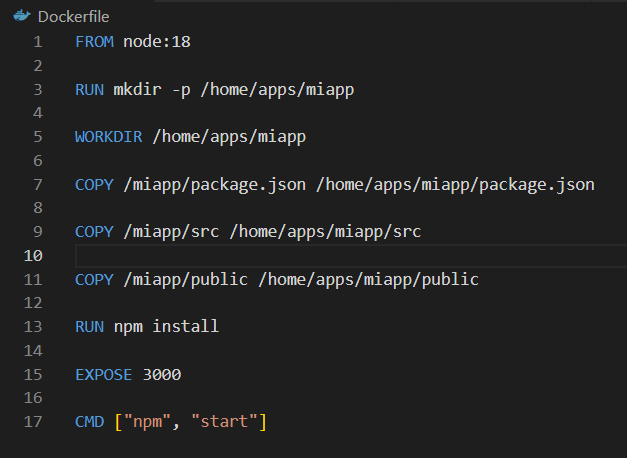 Dockerfile
1 FROM node:18
2
3 RUN mkdir -p /home/apps/miapp
4
5 WORKDIR /home/apps/miapp
6
7 COPY /miapp/package.json /home/apps/miapp/package.json
8
9 COPY /miapp/src /home/apps/miapp/src
10
11 COPY /miapp/public /home/apps/miapp/public
12
13 RUN npm install
14
15 EXPOSE 3000
16
17 CMD ["npm", "start"]